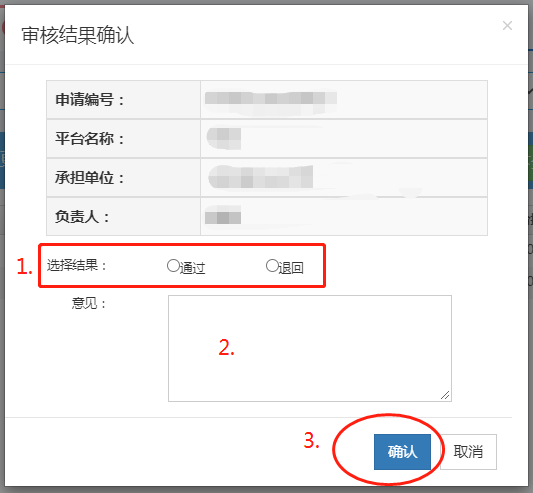 审核结果确认
×
申请编号：
平台名称：
承担单位：
负责人：
1.
选择结果： 通过 退回
意见：
2.
3.
确认 取消